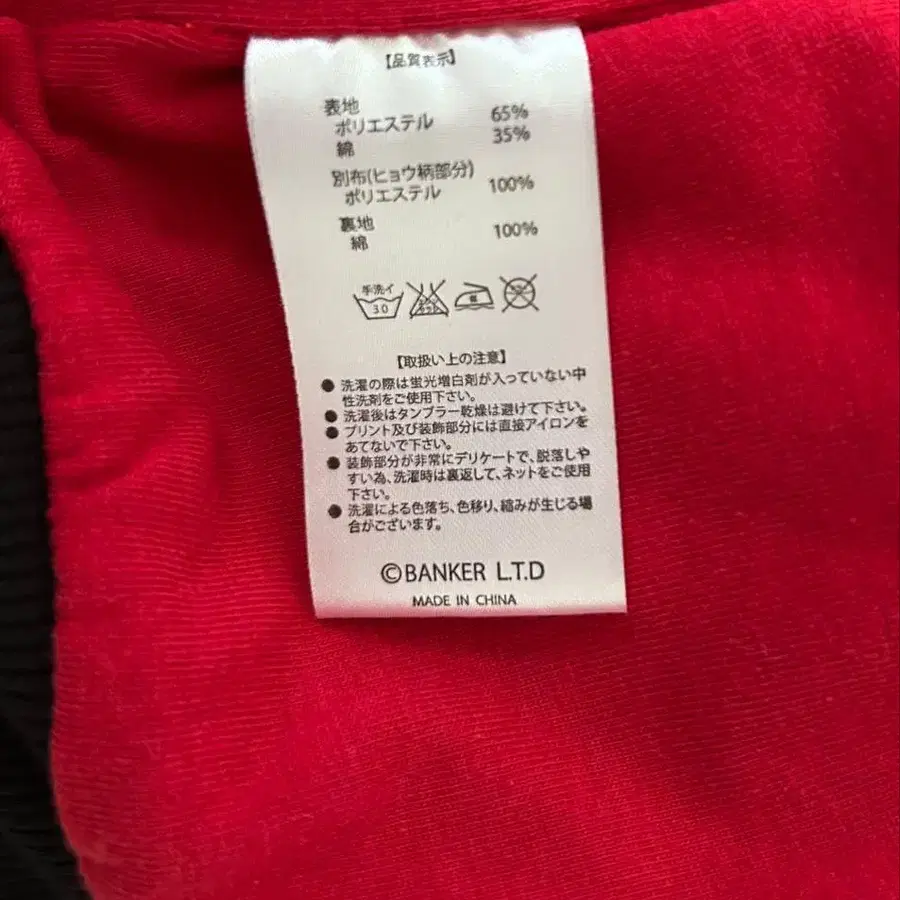 【品質表示】
表地
ポリエステル 65%
綿 35%
別布(ヒョウ柄部分)
ポリエステル 100%
裏地
綿 100%
手洗イ
30
【取扱い上の注意】
●洗濯の際は蛍光増白剤が入っていない中
性洗剤をご使用下さい。
●洗濯後はタンブラー乾燥は避けて下さい。
●プリント及び装飾部分には直接アイロンを
あてないで下さい。
●装飾部分が非常にデリケートで、脱落しや
すい為、洗濯時は裏返して、ネットをご使用
下さい。
●洗濯による色落ち、色移り、縮みが生じる場
合がございます。
©BANKER L.T.D
MADE IN CHINA